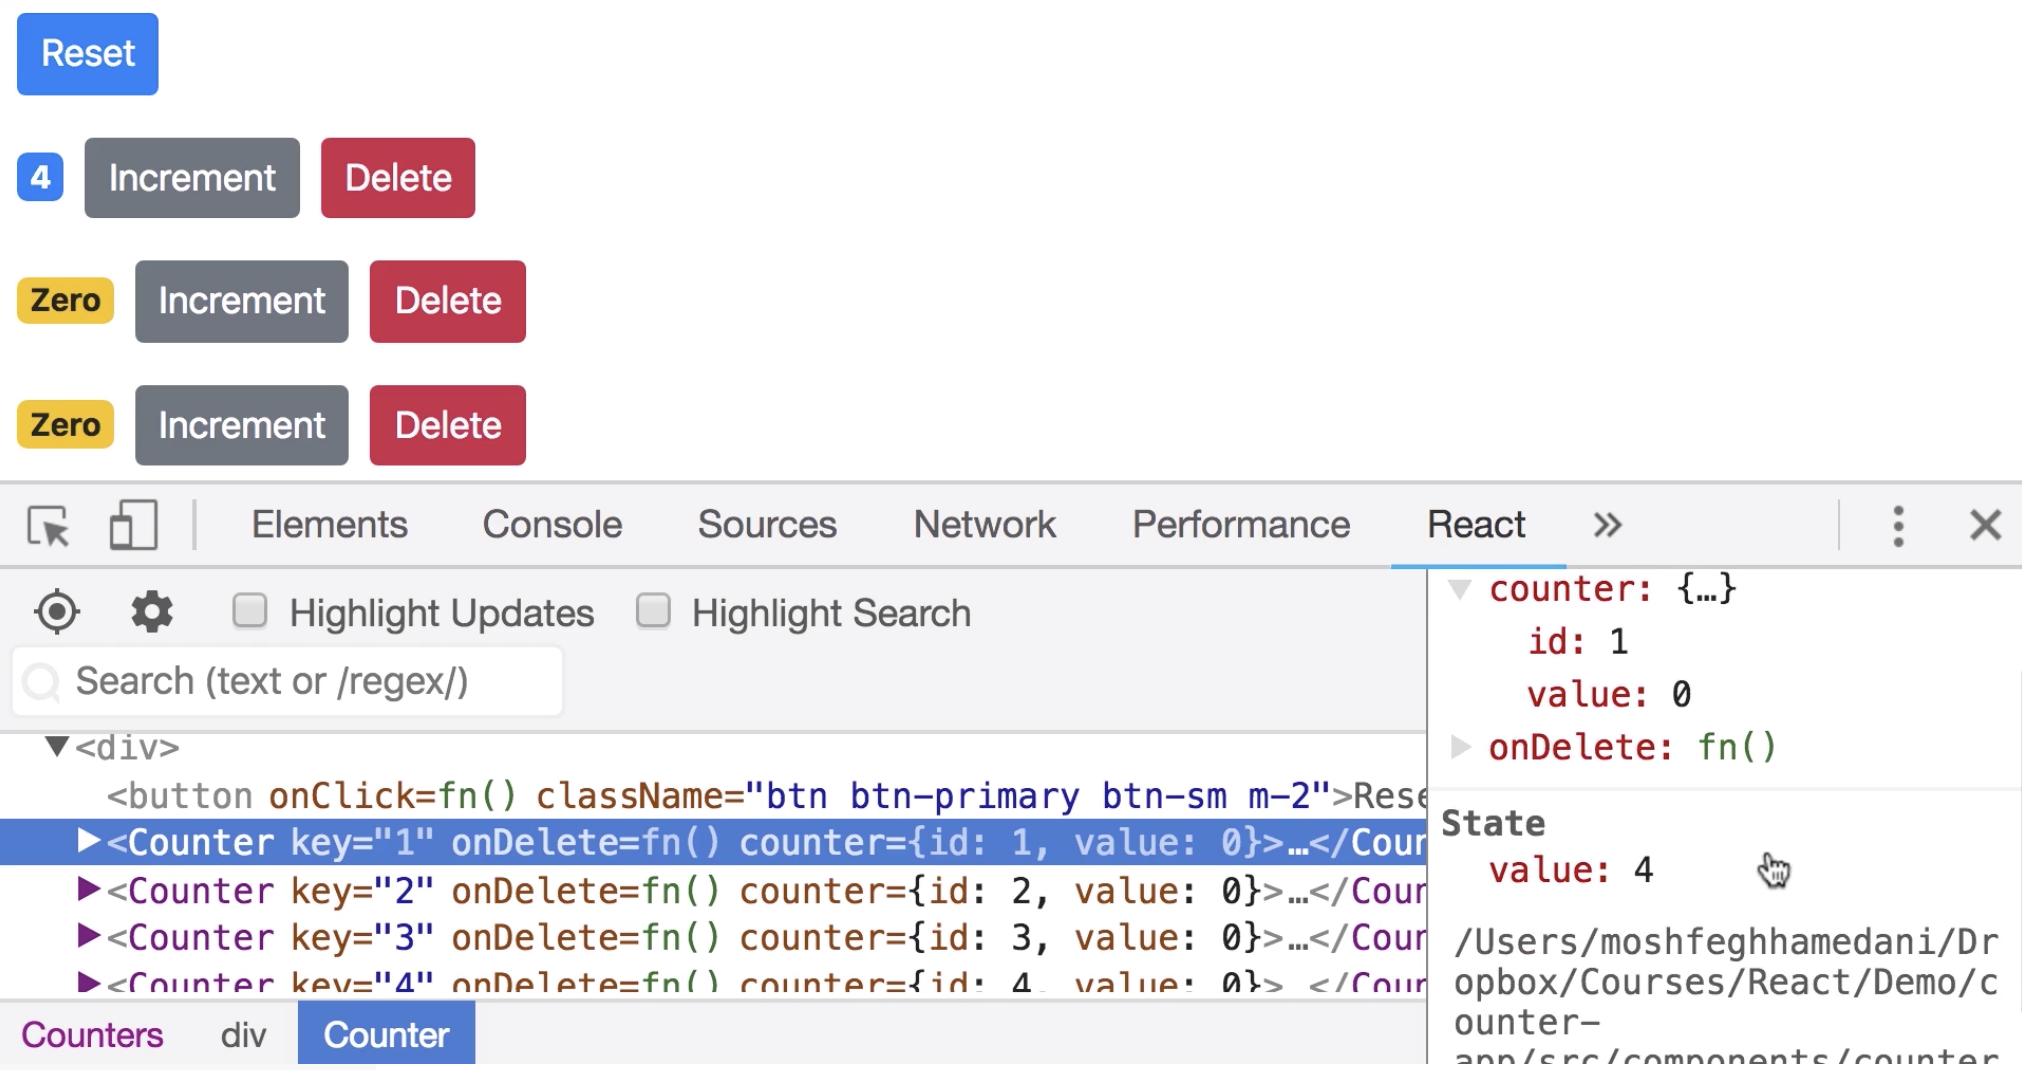 Reset
4 Increment Delete
Zero Increment Delete
Zero Increment Delete
Elements Console Sources Network Performance React »
Highlight Updates Highlight Search
Search (text or /regex/)
▼<div>
<button onClick=fn() className="btn btn-primary btn-sm m-2">Rese
▶<Counter key="1" onDelete=fn() counter={id: 1, value: 0}>…</Cour
▶<Counter key="2" onDelete=fn() counter={id: 2, value: 0}>…</Cour
▶<Counter key="3" onDelete=fn() counter={id: 3, value: 0}>…</Cour
▶<Counter key="4" onDelete=fn() counter={id: 4, value: 0}>…</Cour
Counters div Counter
▼ counter: {…}
id: 1
value: 0
▶ onDelete: fn()
State
value: 4
/Users/moshfeghhamedani/Dr
opbox/Courses/React/Demo/c
ounter-
app/src/components/counter